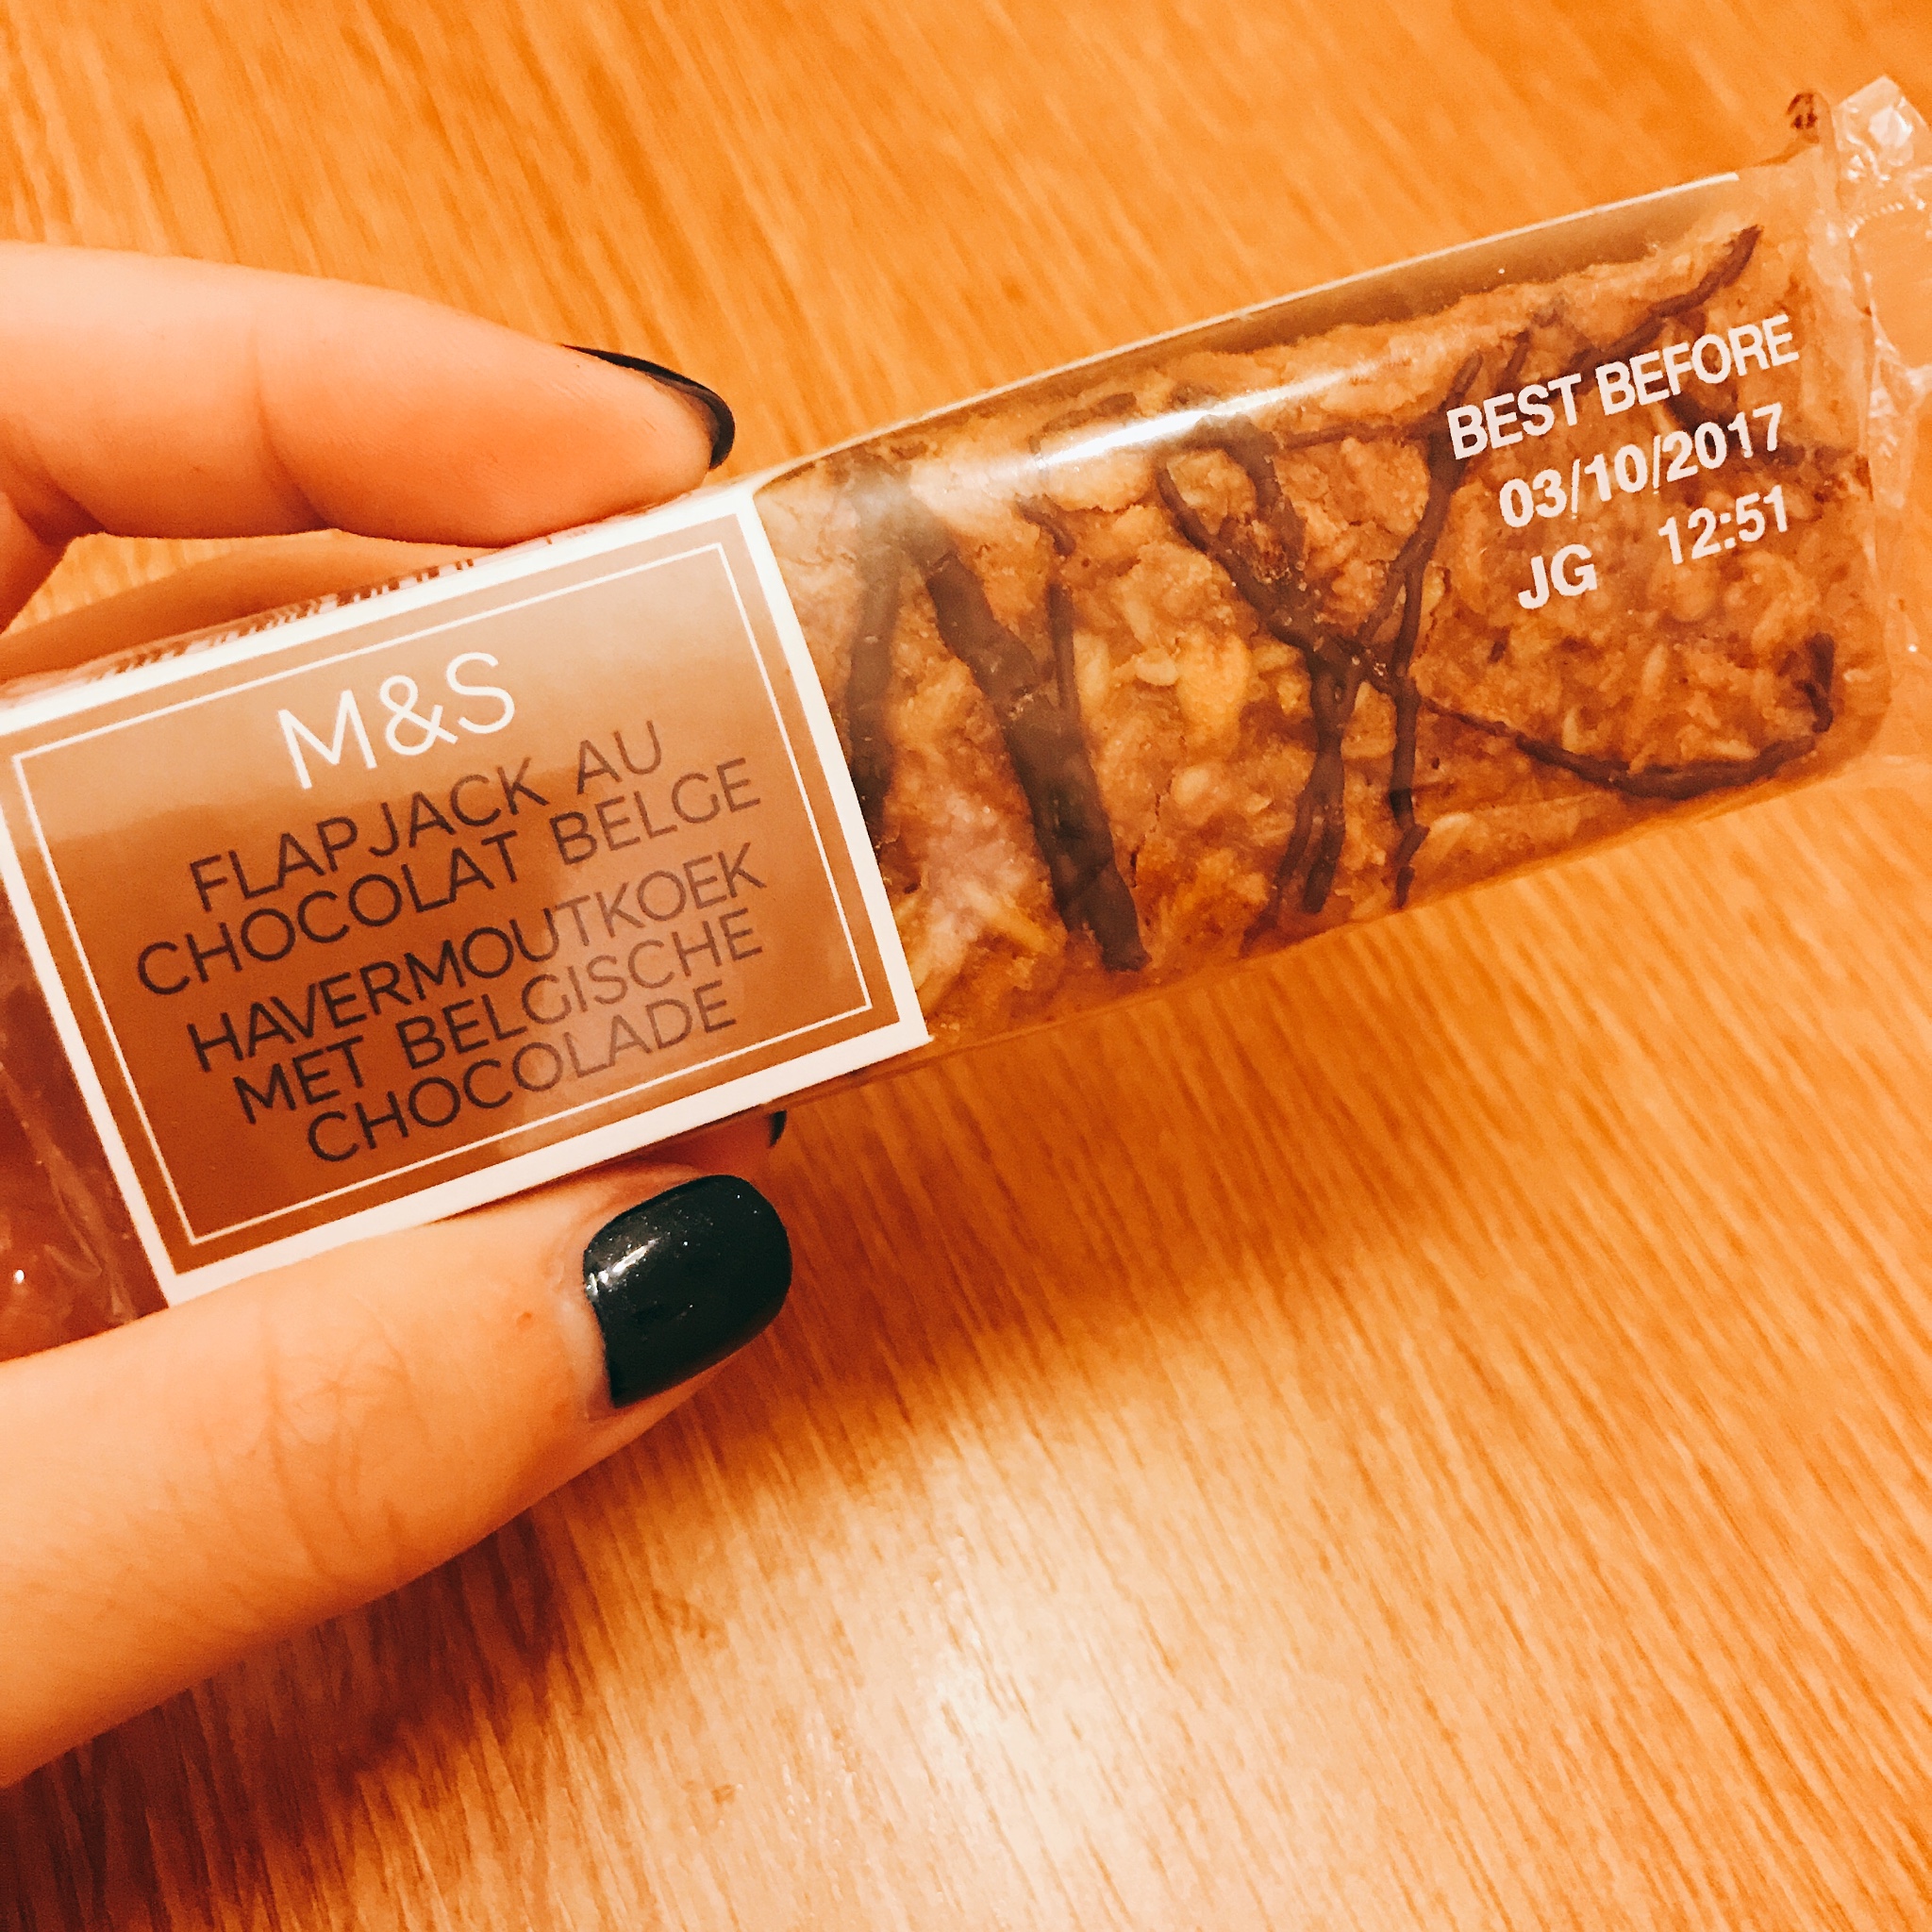 M&S
FLAPJACK AU
CHOCOLAT BELGE
HAVERMOUTKOEK
MET BELGISCHE
CHOCOLADE
BEST BEFORE
03/10/2017
JG 12:51